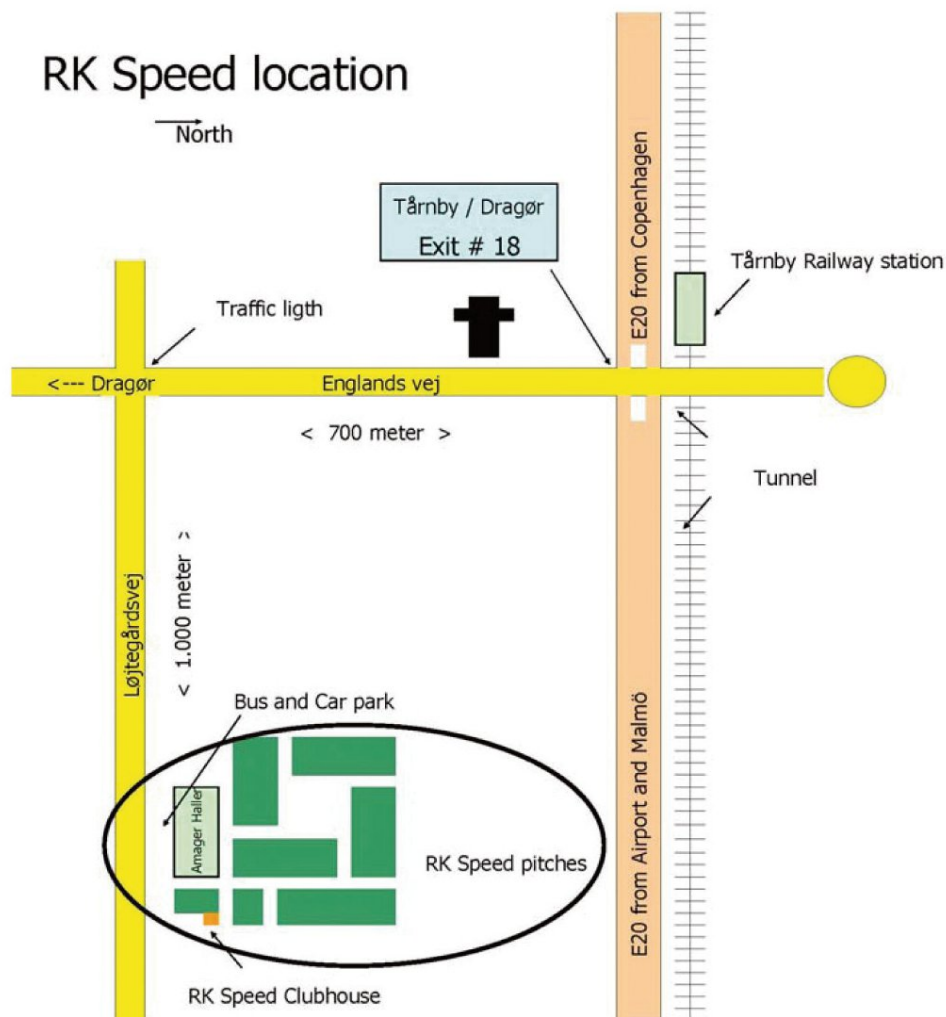 RK Speed location
North
Tårnby / Dragør
Exit # 18
E20 from Copenhagen
Tårnby Railway station
Traffic ligth
<--- Dragør
Englands vej
< 700 meter >
Tunnel
Løjtegårdsvej
< 1.000 meter >
Bus and Car park
Amager Haller
RK Speed pitches
E20 from Airport and Malmö
RK Speed Clubhouse